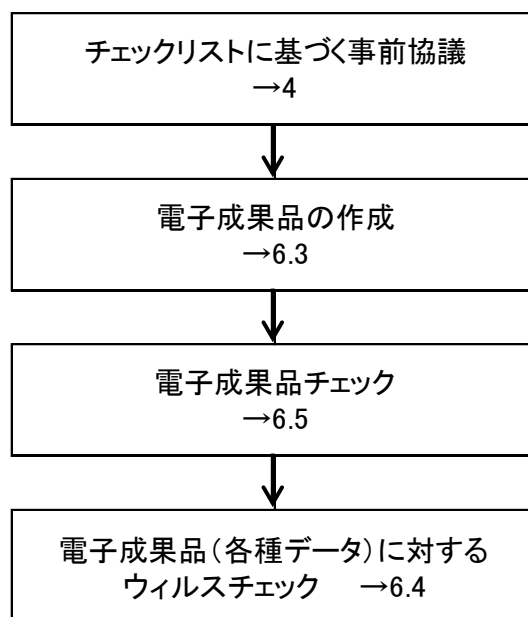 チェックリストに基づく事前協議
→4
電子成果品の作成
→6.3
電子成果品チェック
→6.5
電子成果品(各種データ)に対する
ウィルスチェック →6.4